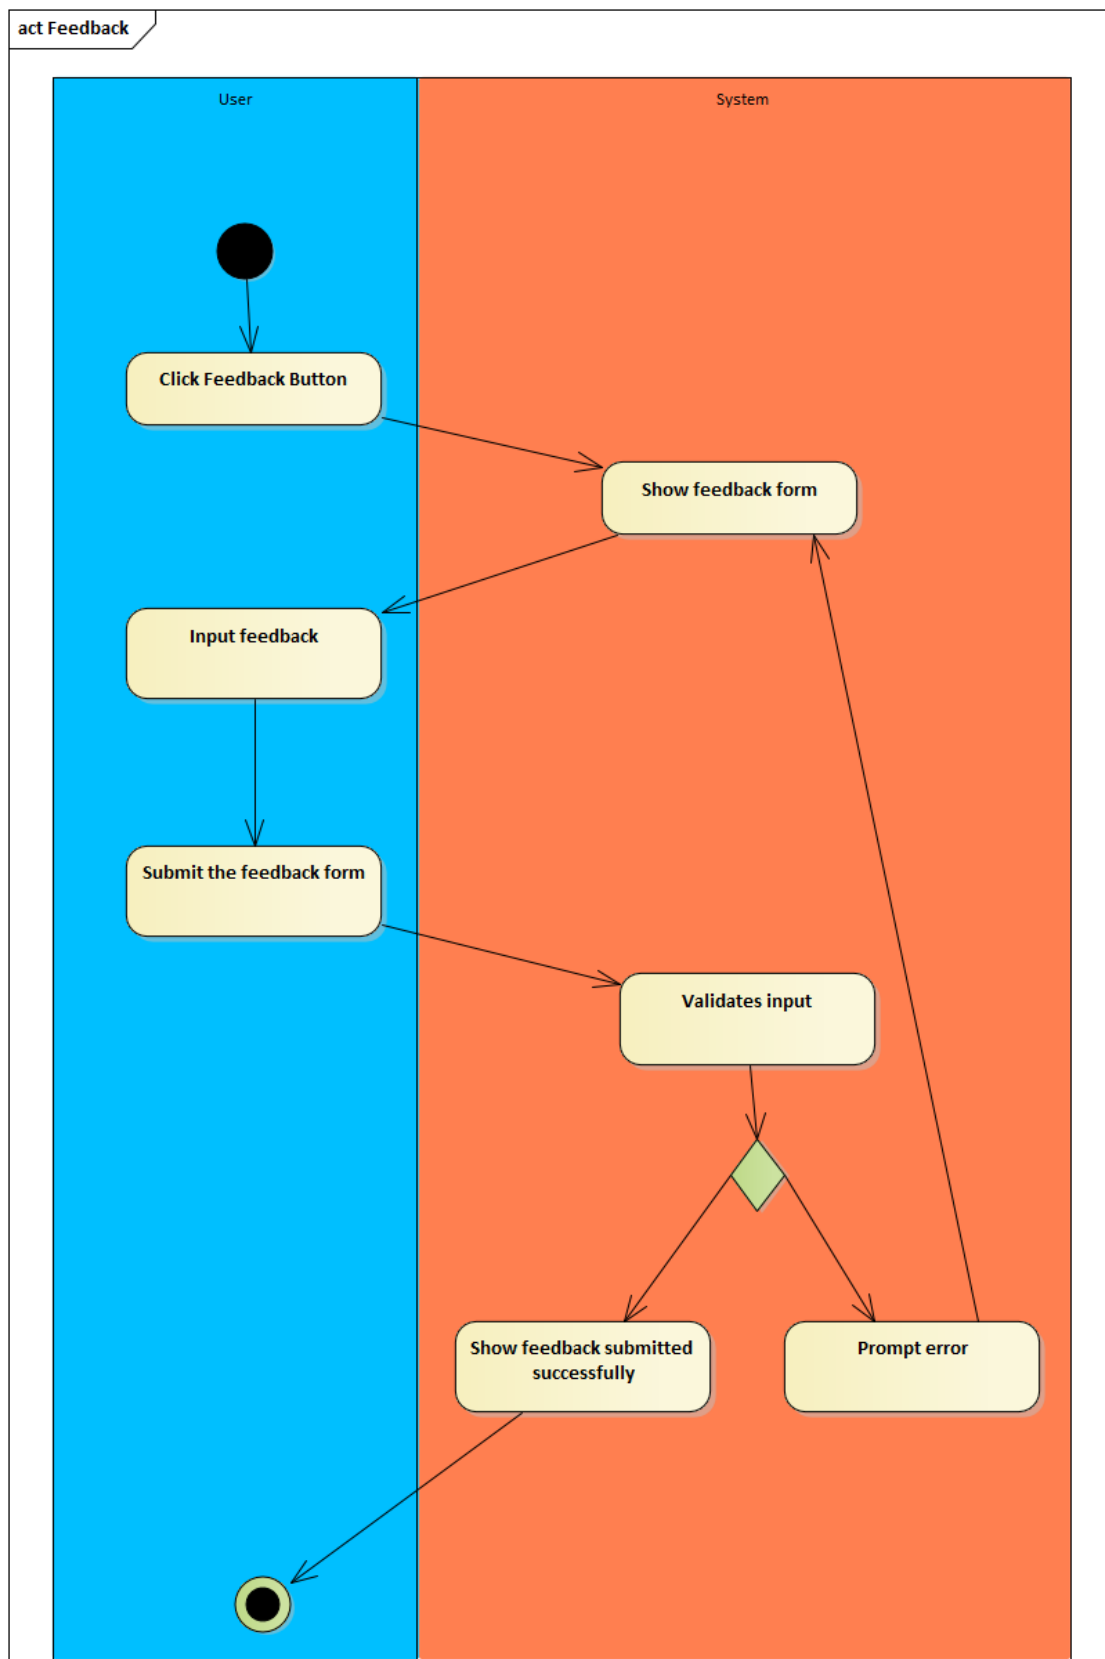 act Feedback
User
System
Click Feedback Button
Show feedback form
Input feedback
Submit the feedback form
Validates input
Show feedback submitted
successfully
Prompt error